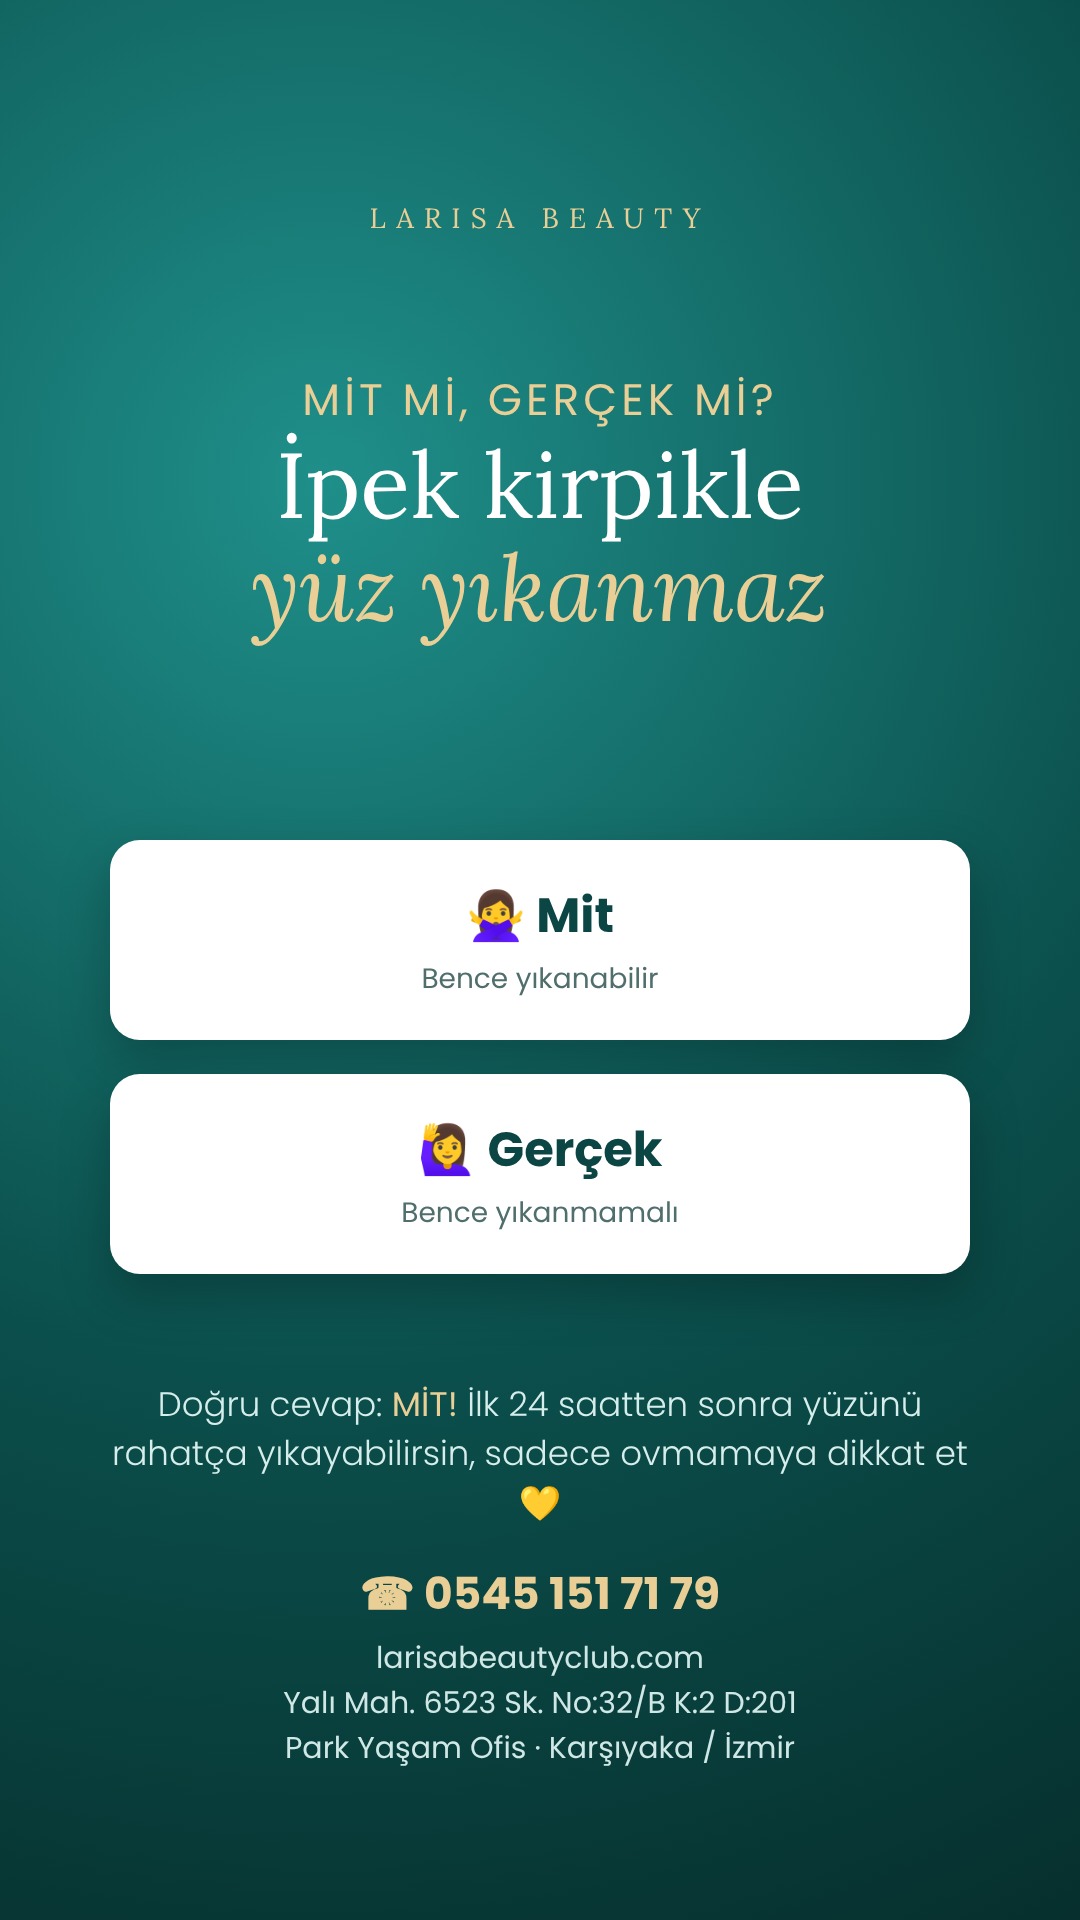 LARISA BEAUTY
MİT Mİ, GERÇEK Mİ?
İpek kirpikle
yüz yıkanmaz
🙅‍♀️ Mit
Bence yıkanabilir
🙋‍♀️ Gerçek
Bence yıkanmamalı
Doğru cevap: MİT! İlk 24 saatten sonra yüzünü
rahatça yıkayabilirsin, sadece ovmamaya dikkat et
💛
☎ 0545 151 71 79
larisabeautyclub.com
Yalı Mah. 6523 Sk. No:32/B K:2 D:201
Park Yaşam Ofis · Karşıyaka / İzmir